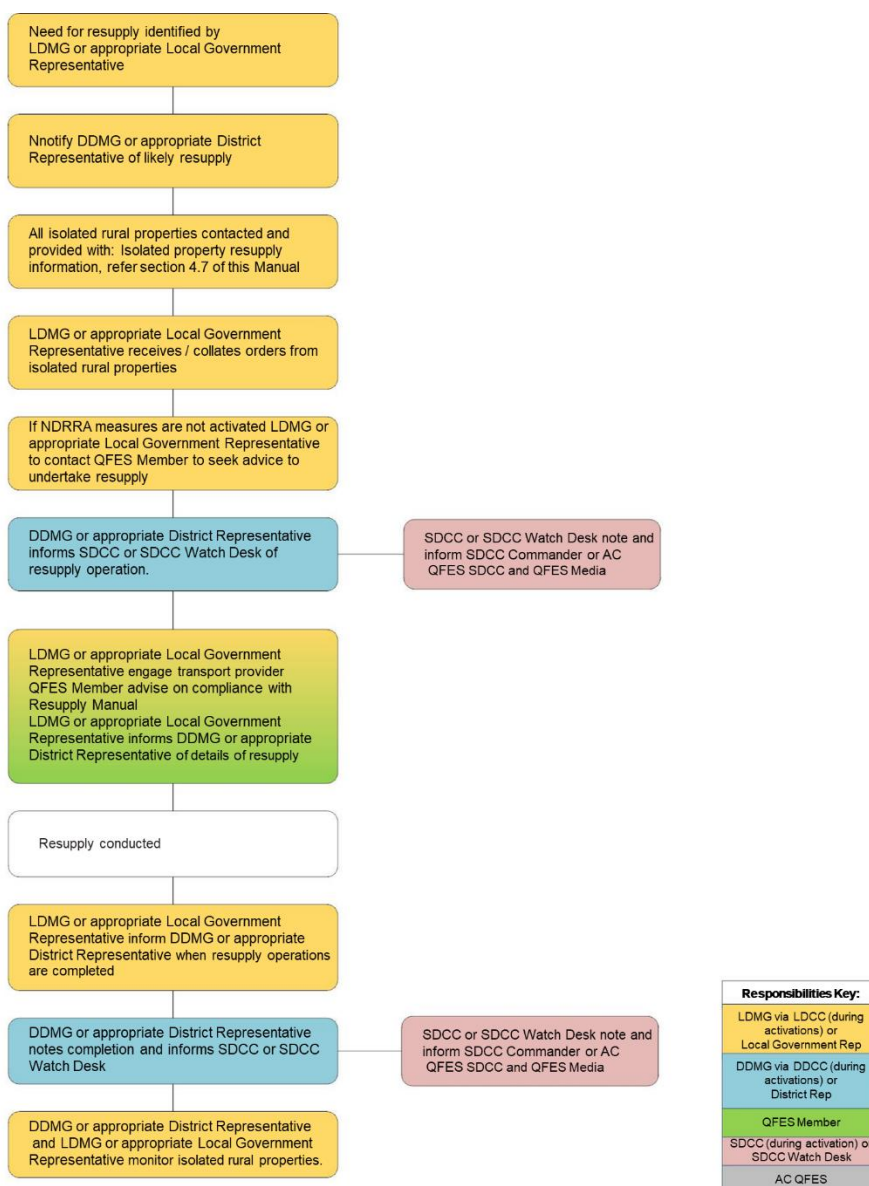 Need for resupply identified by
LDMG or appropriate Local Government
Representative
Nnotify DDMG or appropriate District
Representative of likely resupply
All isolated rural properties contacted and
provided with: Isolated property resupply
information, refer section 4.7 of this Manual
LDMG or appropriate Local Government
Representative receives / collates orders from
isolated rural properties
If NDRRA measures are not activated LDMG or
appropriate Local Government Representative
to contact QFES Member to seek advice to
undertake resupply
DDMG or appropriate District Representative
informs SDCC or SDCC Watch Desk of
resupply operation.
SDCC or SDCC Watch Desk note and
inform SDCC Commander or AC
QFES SDCC and QFES Media
LDMG or appropriate Local Government
Representative engage transport provider
QFES Member advise on compliance with
Resupply Manual
LDMG or appropriate Local Government
Representative informs DDMG or appropriate
District Representative of details of resupply
Resupply conducted
LDMG or appropriate Local Government
Representative inform DDMG or appropriate
District Representative when resupply operations
are completed
DDMG or appropriate District Representative
notes completion and informs SDCC or SDCC
Watch Desk
SDCC or SDCC Watch Desk note and
inform SDCC Commander or AC
QFES SDCC and QFES Media
DDMG or appropriate District Representative
and LDMG or appropriate Local Government
Representative monitor isolated rural properties.
Responsibilities Key:
LDMG via LDCC (during
activations) or
Local Government Rep
DDMG via DDCC (during
activations) or
District Rep
QFES Member
SDCC (during activation) o
SDCC Watch Desk
AC QFES